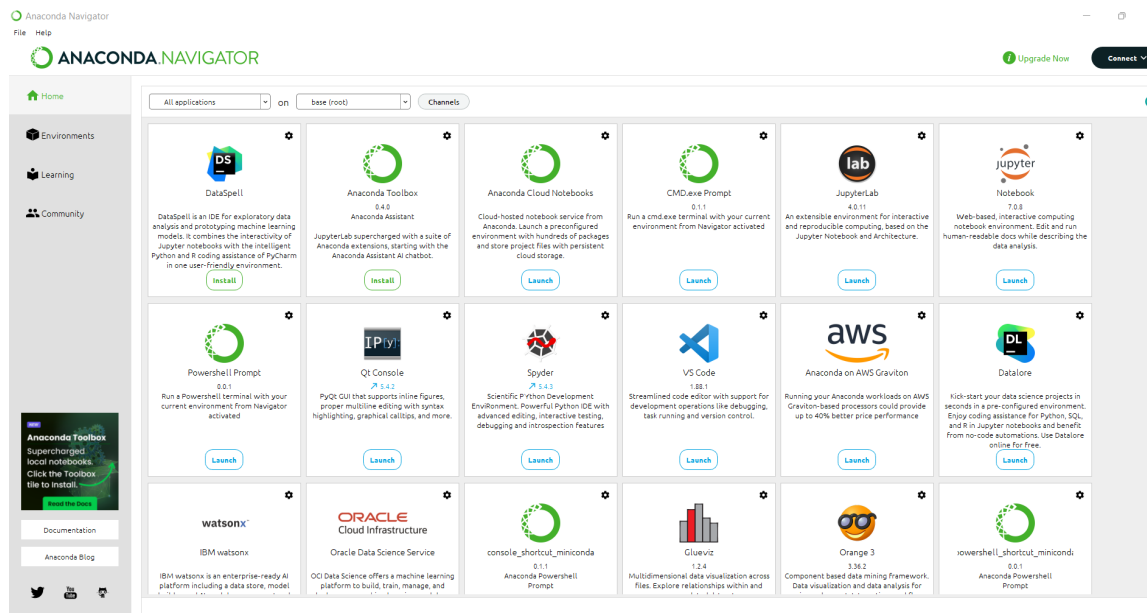 Anaconda Navigator
File Help
ANACONDA.NAVIGATOR
i Upgrade Now
Connect
Home
Environments
Learning
Community
All applications on base (root) Channels
DataSpell
DataSpell is an IDE for exploratory data
analysis and prototyping machine learning
models. It combines the interactivity of
Jupyter notebooks with the intelligent
Python and R coding assistance of PyCharm
in one user-friendly environment.
Install
Anaconda Toolbox
0.4.0
Anaconda Assistant
JupyterLab supercharged with a suite of
Anaconda extensions, starting with the
Anaconda Assistant AI chatbot.
Install
Anaconda Cloud Notebooks
Cloud-hosted notebook service from
Anaconda. Launch a preconfigured
environment with hundreds of packages
and store project files with persistent
cloud storage.
Launch
CMD.exe Prompt
0.1.1
Run a cmd.exe terminal with your current
environment from Navigator activated
Launch
lab
JupyterLab
4.0.11
An extensible environment for interactive
and reproducible computing, based on the
Jupyter Notebook and Architecture.
Launch
jupyter
Notebook
7.0.8
Web-based, interactive computing
notebook environment. Edit and run
human-readable docs while describing the
data analysis.
Launch
Powershell Prompt
0.0.1
Run a Powershell terminal with your
current environment from Navigator
activated
Launch
IP[y]:
Qt Console
5.4.2
PyQt GUI that supports inline figures,
proper multiline editing with syntax
highlighting, graphical calltips, and more.
Launch
Spyder
5.4.3
Scientific PYthon Development
EnviRonment. Powerful Python IDE with
advanced editing, interactive testing,
debugging and introspection features
Launch
VS Code
1.88.1
Streamlined code editor with support for
development operations like debugging,
task running and version control.
Launch
aws
Anaconda on AWS Graviton
Running your Anaconda workloads on AWS
Graviton-based processors could provide
up to 40% better price performance
Launch
DL
Datalore
Kick-start your data science projects in
seconds in a pre-configured environment.
Enjoy coding assistance for Python, SQL,
and R in Jupyter notebooks and benefit
from no-code automations. Use Datalore
online for free.
Launch
watsonx
IBM watsonx
IBM watsonx is an enterprise-ready AI
platform including a data store, model
ORACLE
Cloud Infrastructure
Oracle Data Science Service
OCI Data Science offers a machine learning
platform to build, train, manage, and
console_shortcut_miniconda
0.1.1
Anaconda Powershell
Prompt
Glueviz
1.2.4
Multidimensional data visualization across
files. Explore relationships within and
Orange 3
3.36.2
Component based data mining framework.
Data visualization and data analysis for
powershell_shortcut_miniconda
0.0.1
Anaconda Powershell
Prompt
NEW
Anaconda Toolbox
Supercharged
local notebooks.
Click the Toolbox
tile to Install.
Read the Docs
Documentation
Anaconda Blog
You
Tube
DS